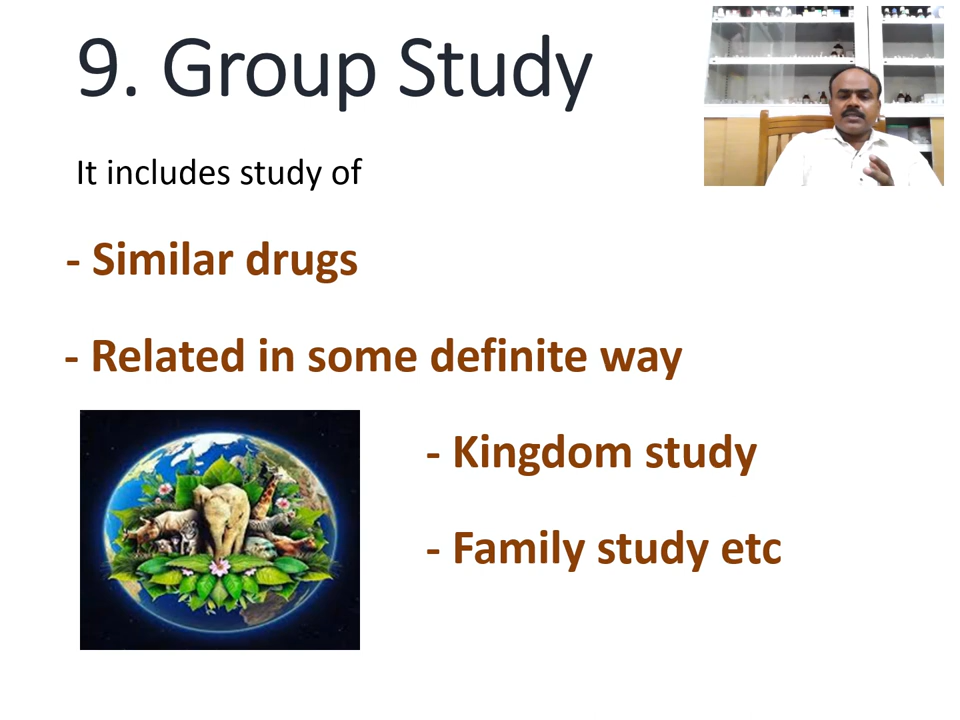 9. Group Study
It includes study of
- Similar drugs
- Related in some definite way
- Kingdom study
- Family study etc